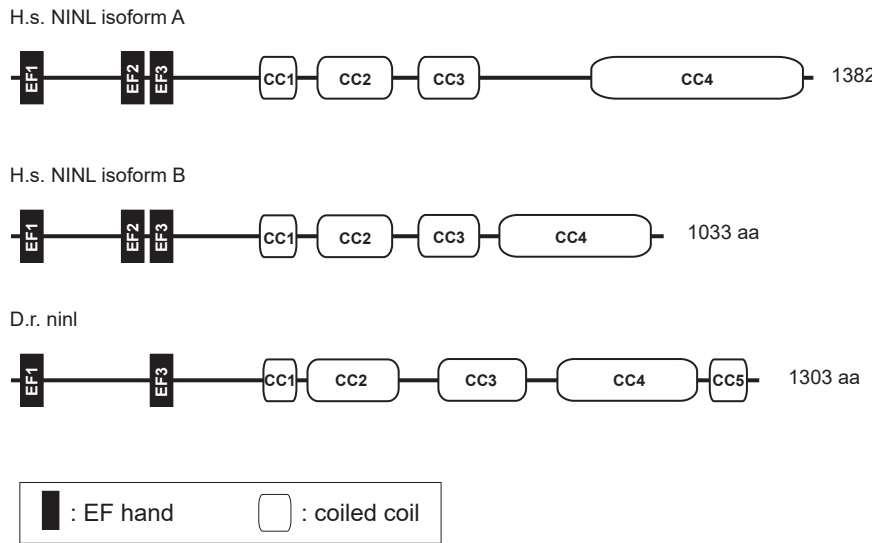 H.s. NINL isoform A
EF1 EF2 EF3 CC1 CC2 CC3 CC4 1382
H.s. NINL isoform B
EF1 EF2 EF3 CC1 CC2 CC3 CC4 1033 aa
D.r. ninl
EF1 EF3 CC1 CC2 CC3 CC4 CC5 1303 aa
: EF hand : coiled coil